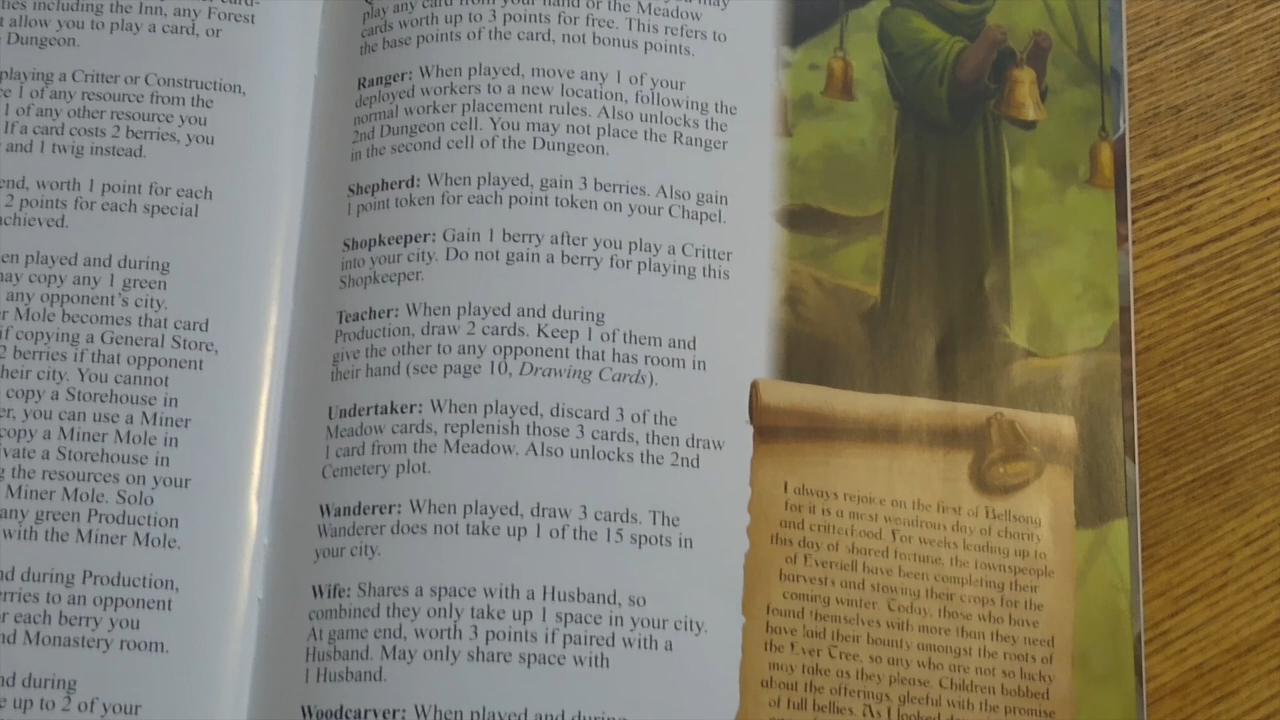 ties including the Inn, any Forest
t allow you to play a card, or
Dungeon.
playing a Critter or Construction,
1 of any resource from the
1 of any other resource you
If a card costs 2 berries, you
and 1 twig instead.
end, worth 1 point for each
2 points for each special
achieved.
en played and during
may copy any 1 green
any opponent's city.
r Mole becomes that card
if copying a General Store,
2 berries if that opponent
their city. You cannot
copy a Storehouse in
er, you can use a Miner
copy a Miner Mole in
vate a Storehouse in
g the resources on your
Miner Mole. Solo
any green Production
with the Miner Mole.
nd during Production,
rries to an opponent
or each berry you
nd Monastery room.
nd during
e up to 2 of your
play any card from your hand or the Meadow
cards worth up to 3 points for free. This refers to
the base points of the card, not bonus points.
Ranger: When played, move any 1 of your
deployed workers to a new location, following the
normal worker placement rules. Also unlocks the
2nd Dungeon cell. You may not place the Ranger
in the second cell of the Dungeon.
Shepherd: When played, gain 3 berries. Also gain
1 point token for each point token on your Chapel.
Shopkeeper: Gain 1 berry after you play a Critter
into your city. Do not gain a berry for playing this
Shopkeeper.
Teacher: When played and during
Production, draw 2 cards. Keep 1 of them and
give the other to any opponent that has room in
their hand (see page 10, Drawing Cards).
Undertaker: When played, discard 3 of the
Meadow cards, replenish those 3 cards, then draw
1 card from the Meadow. Also unlocks the 2nd
Cemetery plot.
Wanderer: When played, draw 3 cards. The
Wanderer does not take up 1 of the 15 spots in
your city.
Wife: Shares a space with a Husband, so
combined they only take up 1 space in your city.
At game end, worth 3 points if paired with a
Husband. May only share space with
1 Husband.
Woodcarver: When played and during
I always rejoice on the first of Bellsong
for it is a most wondrous day of charity
and critterhood. For weeks leading up to
this day of shared fortune, the townspeople
of Everdell have been completing their
harvests and stowing their crops for the
coming winter. Today, those who have
found themselves with more than they need
have laid their bounty amongst the roots of
the Ever Tree, so any who are not so lucky
may take as they please. Children bobbed
about the offerings, gleeful with the promise
of full bellies. As I looked